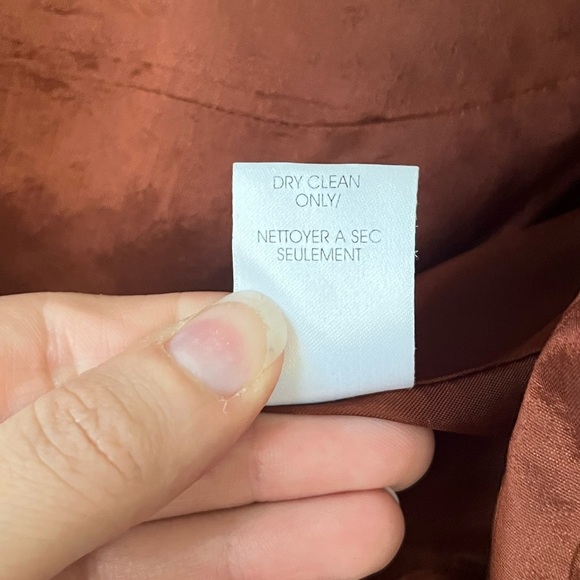 DRY CLEAN
ONLY/
NETTOYER A SEC
SEULEMENT